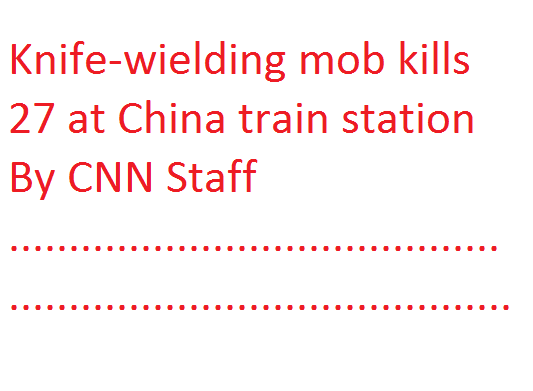 Knife-wielding mob kills
27 at China train station
By CNN Staff
.........................................
..........................................